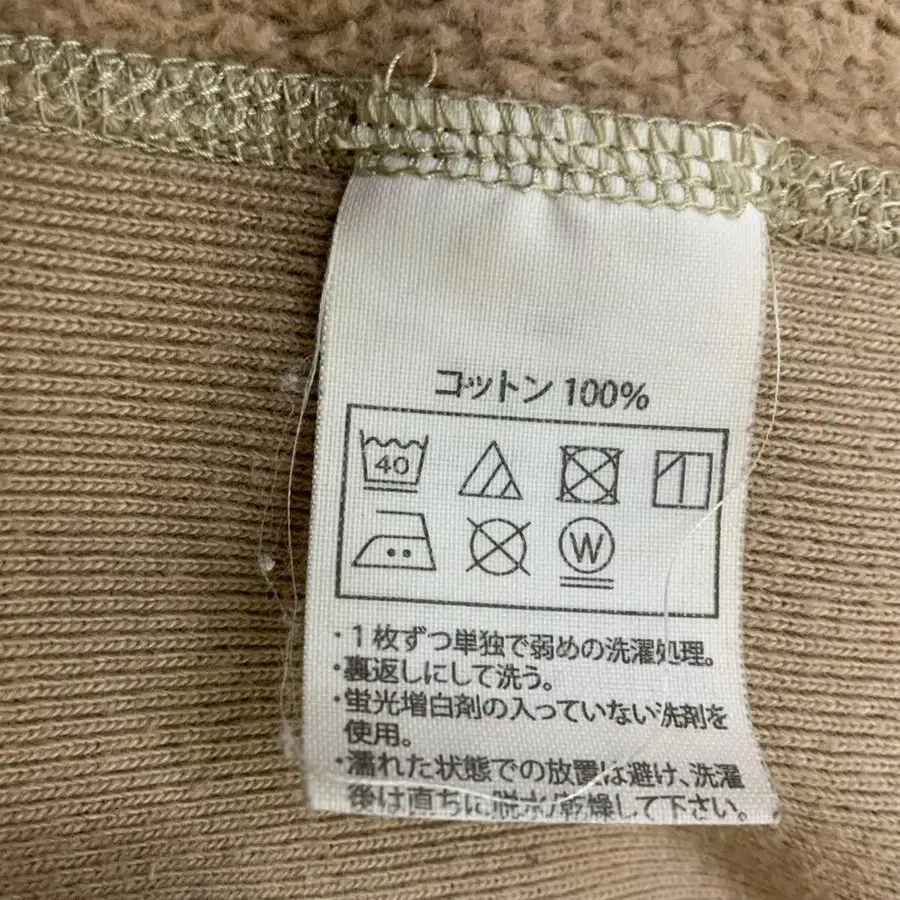 コットン 100%
40
W
・1枚ずつ単独で弱めの洗濯処理。
・裏返しにして洗う。
・蛍光増白剤の入っていない洗剤を
使用。
・濡れた状態での放置は避け、洗濯
後は直ちに脱水/乾燥して下さい。